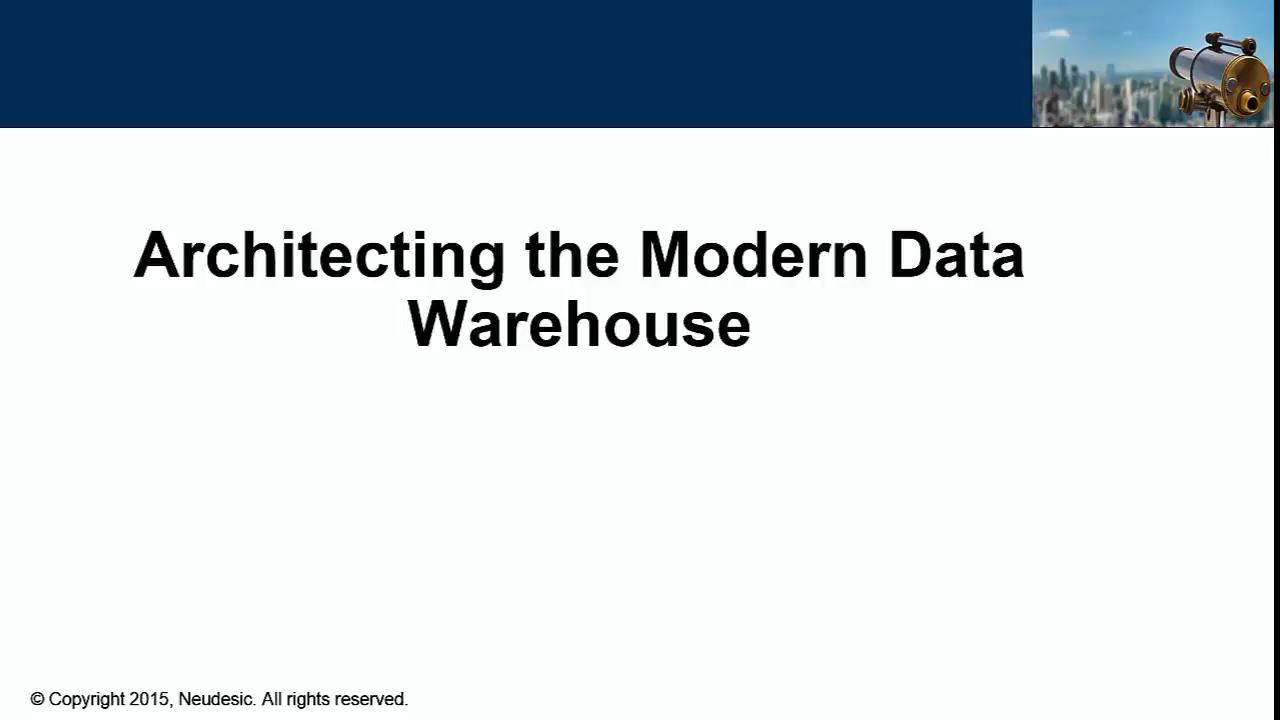 Architecting the Modern Data
Warehouse
© Copyright 2015, Neudesic. All rights reserved.